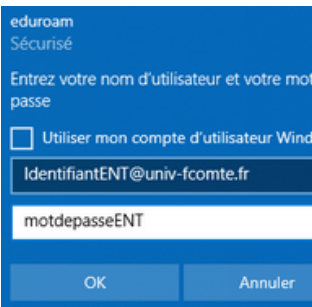 eduroam
Sécurisé
Entrez votre nom d'utilisateur et votre mot
passe
Utiliser mon compte d'utilisateur Wind
IdentifiantENT@univ-fcomte.fr
motdepasseENT
OK Annuler